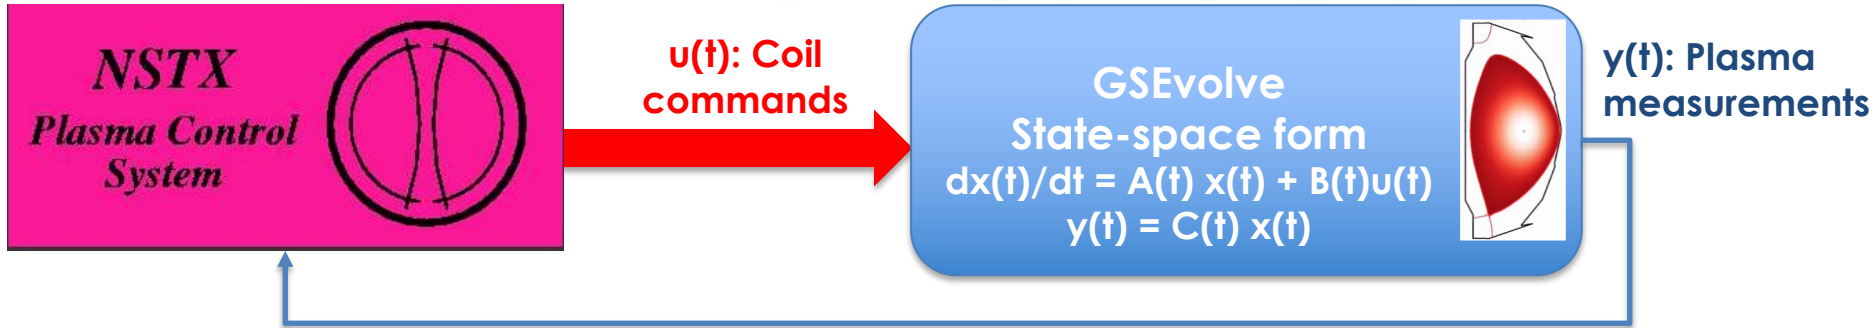 NSTX
Plasma Control
System
u(t): Coil
commands
GSEvolve
State-space form
dx(t)/dt = A(t) x(t) + B(t)u(t)
y(t) = C(t) x(t)
y(t): Plasma
measurements